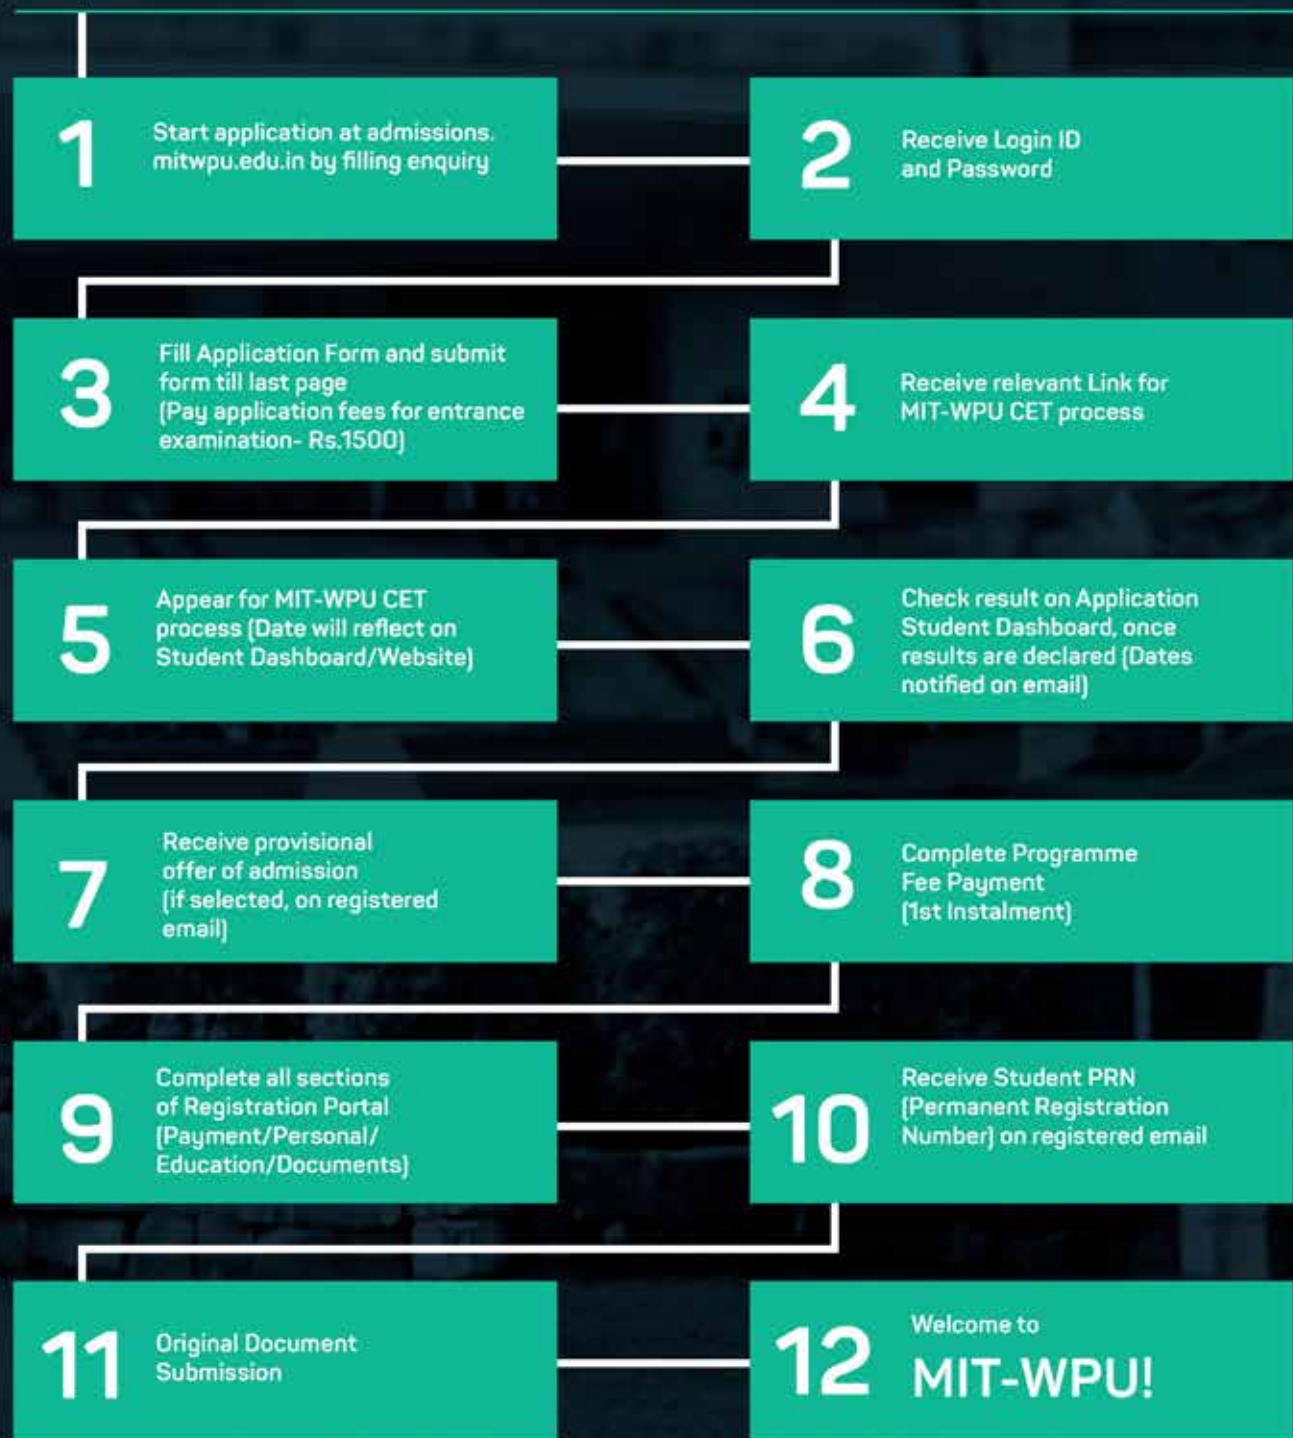 1
Start application at admissions.
mitwpu.edu.in by filling enquiry
2
Receive Login ID
and Password
3
Fill Application Form and submit
form till last page
(Pay application fees for entrance
examination- Rs.1500)
4
Receive relevant Link for
MIT-WPU CET process
5
Appear for MIT-WPU CET
process (Date will reflect on
Student Dashboard/Website)
6
Check result on Application
Student Dashboard, once
results are declared (Dates
notified on email)
7
Receive provisional
offer of admission
(if selected, on registered
email)
8
Complete Programme
Fee Payment
(1st Instalment)
9
Complete all sections
of Registration Portal
(Payment/Personal/
Education/Documents)
10
Receive Student PRN
(Permanent Registration
Number) on registered email
11
Original Document
Submission
12
Welcome to
MIT-WPU!